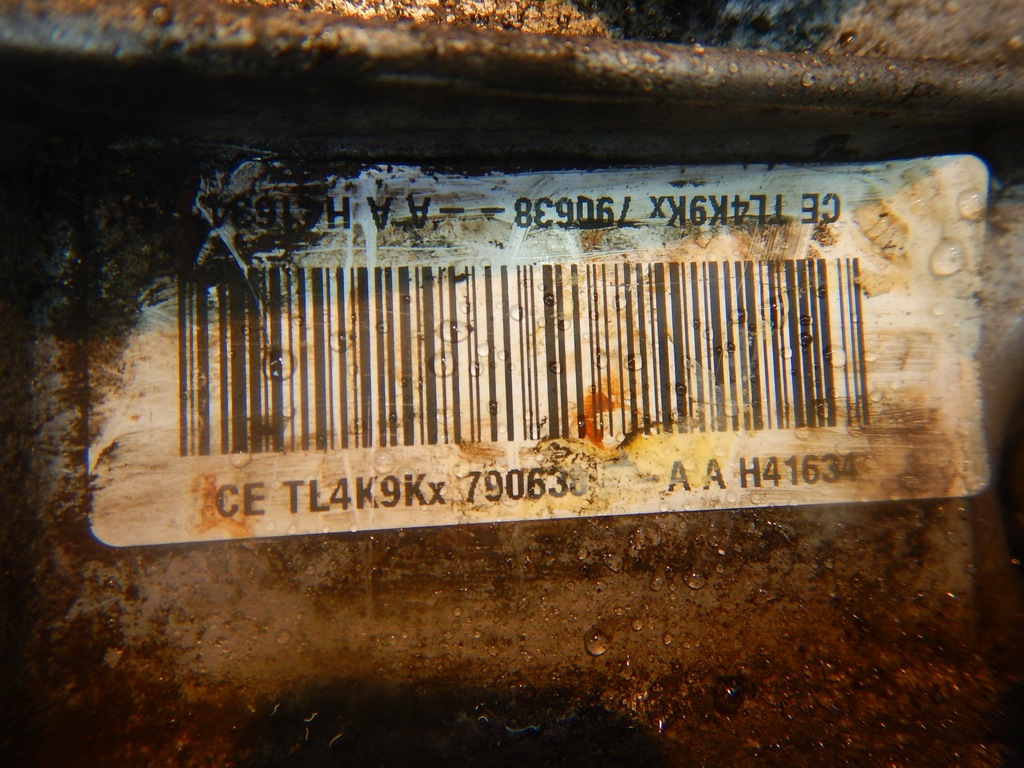 CE TL4K9Kx 790638 - A A H41634
CE TL4K9Kx 79063 A A H41634